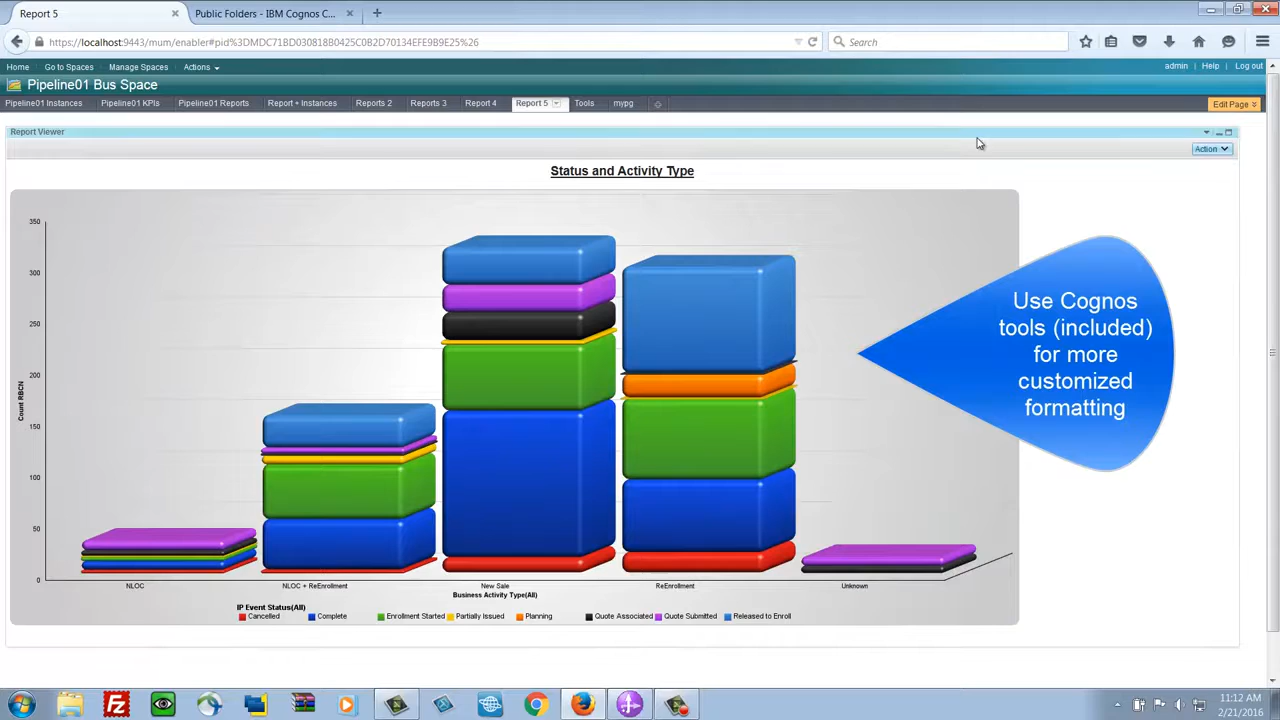 Report 5
Public Folders - IBM Cognos C...
https://localhost:9443/mum/enabler#pid%3DMDC71BD030818B0425C0B2D70134EFE9B9E25%26
Search
Home Go to Spaces Manage Spaces Actions
admin | Help | Log out
Pipeline01 Bus Space
Pipeline01 Instances Pipeline01 KPIs Pipeline01 Reports Report + Instances Reports 2 Reports 3 Report 4 Report 5 Tools mypg
Edit Page
Report Viewer
Action
Status and Activity Type
350
300
250
200
150
100
50
0
Count RBCN
Use Cognos
tools (included)
for more
customized
formatting
NLOC NLOC + ReEnrollment New Sale ReEnrollment Unknown
Business Activity Type(All)
IP Event Status(All)
Cancelled Complete Enrollment Started Partially Issued Planning Quote Associated Quote Submitted Released to Enroll
11:12 AM
2/21/2016